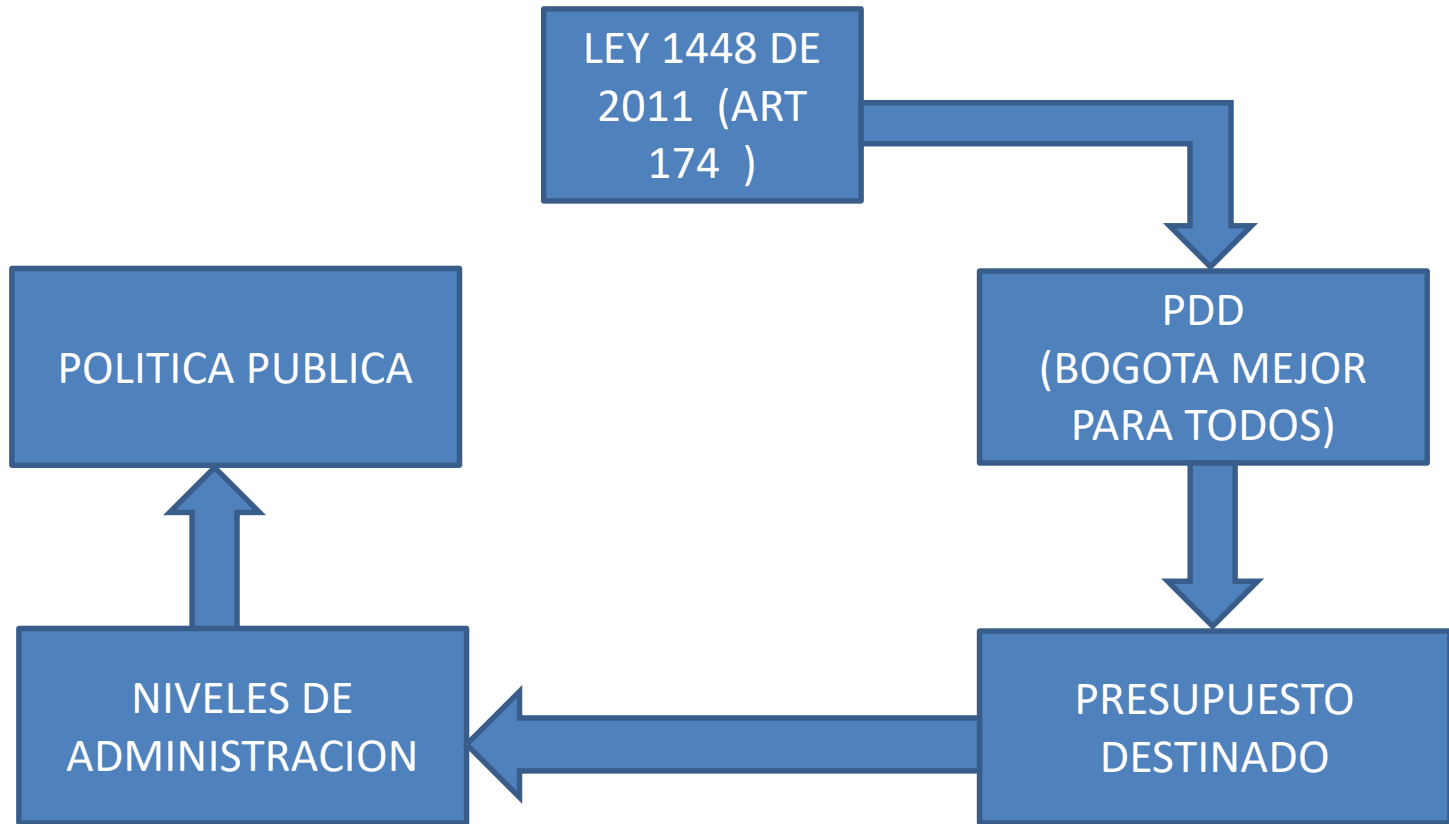 LEY 1448 DE
2011  (ART
174  )
PDD
(BOGOTA MEJOR
PARA TODOS)
PRESUPUESTO
DESTINADO
NIVELES DE
ADMINISTRACION
POLITICA PUBLICA